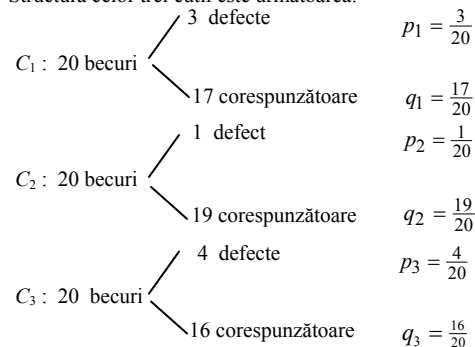 Structura celor trei cutii este următoarea:
3 defecte p₁ = 3/20
C₁ : 20 becuri
17 corespunzătoare q₁ = 17/20
1 defect p₂ = 1/20
C₂ : 20 becuri
19 corespunzătoare q₂ = 19/20
4 defecte p₃ = 4/20
C₃ : 20 becuri
16 corespunzătoare q₃ = 16/20